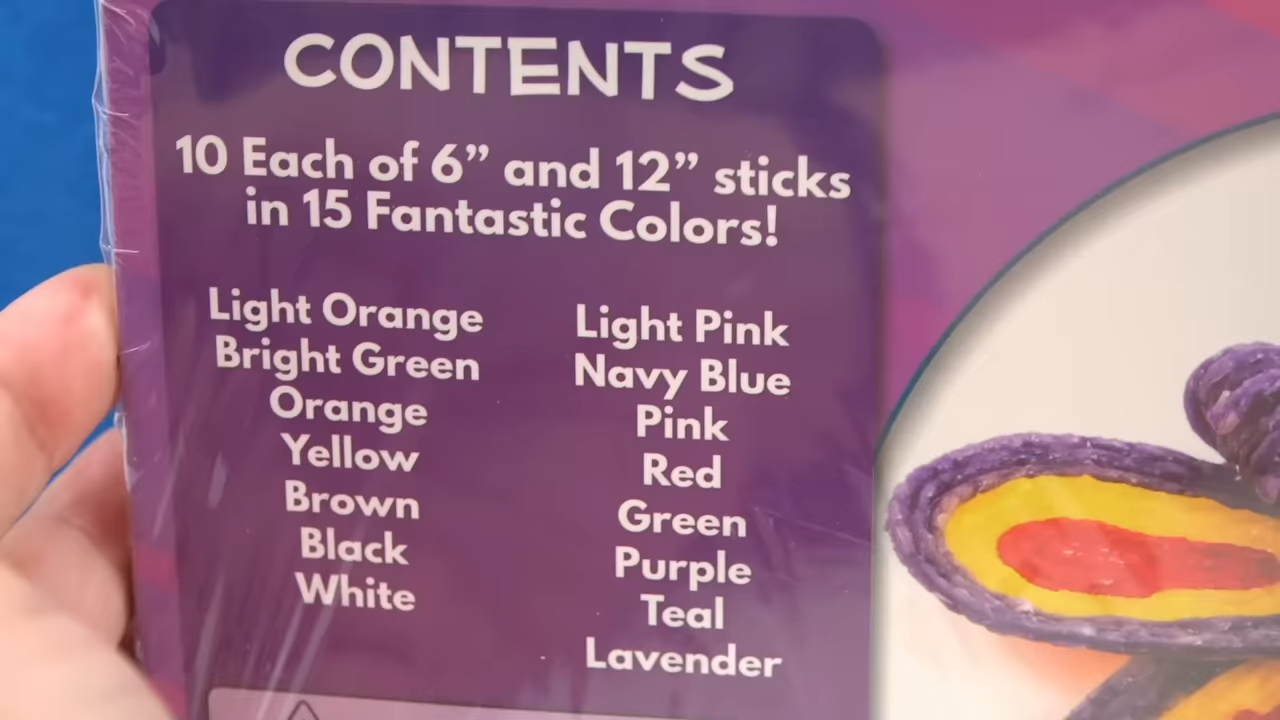 CONTENTS
10 Each of 6” and 12” sticks
in 15 Fantastic Colors!
Light Orange
Bright Green
Orange
Yellow
Brown
Black
White
Light Pink
Navy Blue
Pink
Red
Green
Purple
Teal
Lavender